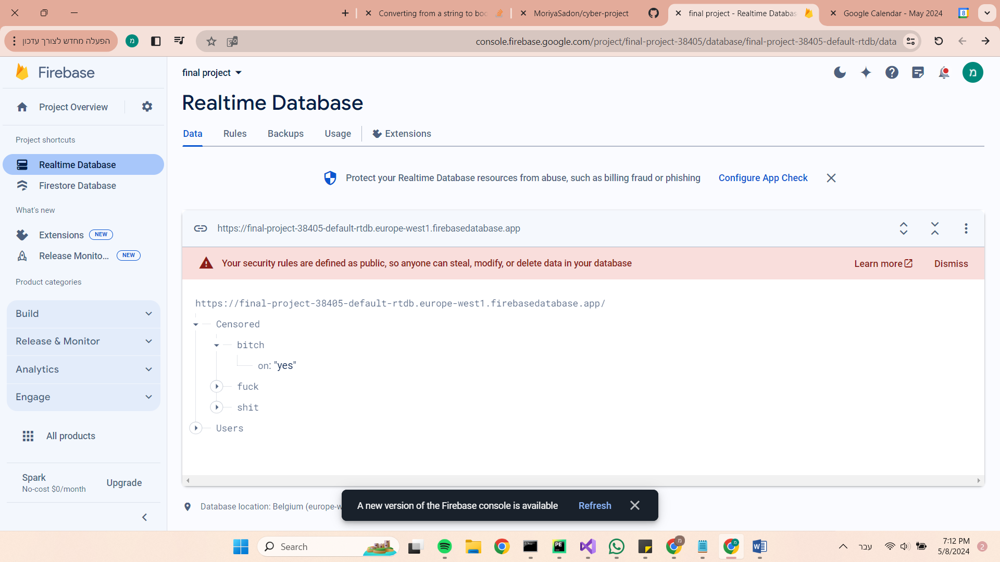 Converting from a string to boo
MoriyaSadon/cyber-project
final project - Realtime Databas
Google Calendar - May 2024
8
הפעלה מחדש לצורך עדכון
מ
console.firebase.google.com/project/final-project-38405/database/final-project-38405-default-rtdb/data
Firebase
final project
מ
Project Overview
Realtime Database
Data
Rules
Backups
Usage
Extensions
Project shortcuts
Realtime Database
Firestore Database
Protect your Realtime Database resources from abuse, such as billing fraud or phishing
Configure App Check
What's new
Extensions NEW
Release Monito... NEW
https://final-project-38405-default-rtdb.europe-west1.firebasedatabase.app
Your security rules are defined as public, so anyone can steal, modify, or delete data in your database
Learn more
Dismiss
Product categories
Build
Release & Monitor
Analytics
Engage
All products
https://final-project-38405-default-rtdb.europe-west1.firebasedatabase.app/
Censored
bitch
on: "yes"
fuck
shit
Users
Spark
No-cost $0/month
Upgrade
Database location: Belgium (europe-w
A new version of the Firebase console is available
Refresh
Search
PE
עבר
7:12 PM
5/8/2024
2